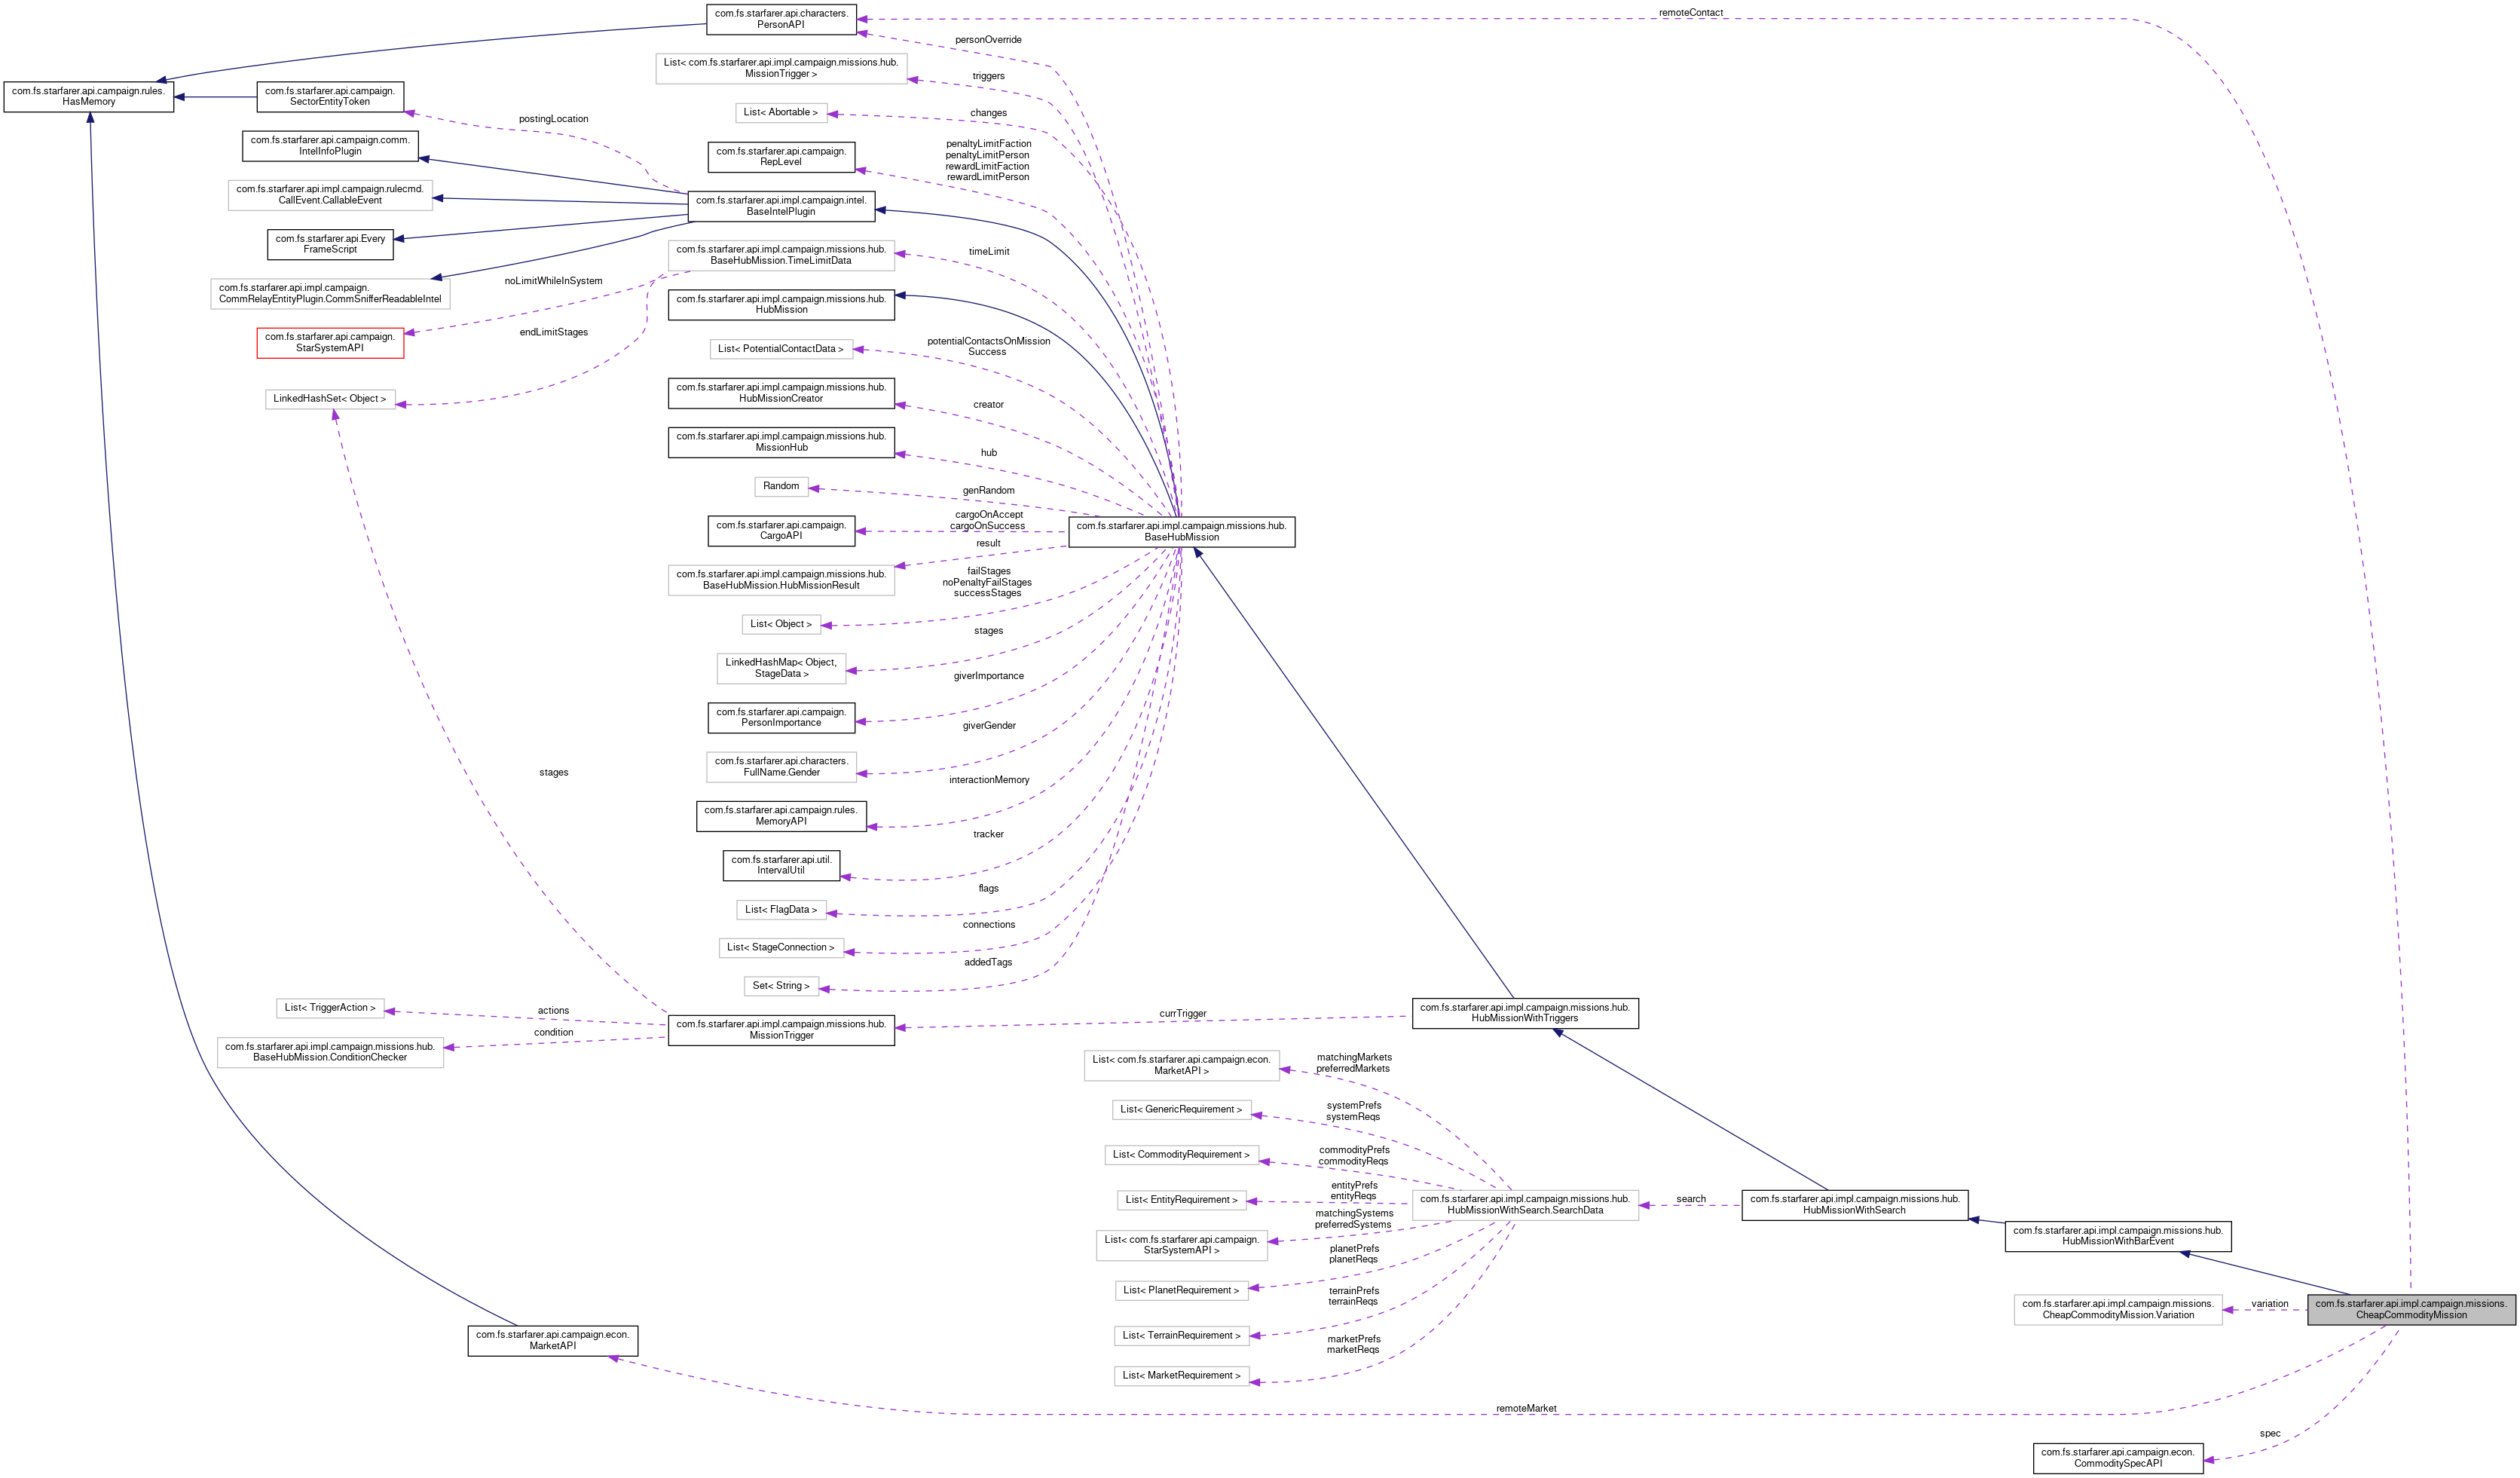 com.fs.starfarer.api.characters.
PersonAPI
remoteContact
personOverride
List< com.fs.starfarer.api.impl.campaign.missions.hub.
MissionTrigger >
triggers
com.fs.starfarer.api.campaign.rules.
HasMemory
com.fs.starfarer.api.campaign.
SectorEntityToken
List< Abortable >
changes
postingLocation
com.fs.starfarer.api.campaign.comm.
IntelInfoPlugin
com.fs.starfarer.api.campaign.
RepLevel
penaltyLimitFaction
penaltyLimitPerson
rewardLimitFaction
rewardLimitPerson
com.fs.starfarer.api.impl.campaign.rulecmd.
CallEvent.CallableEvent
com.fs.starfarer.api.impl.campaign.intel.
BaseIntelPlugin
com.fs.starfarer.api.Every
FrameScript
com.fs.starfarer.api.impl.campaign.missions.hub.
BaseHubMission.TimeLimitData
timeLimit
com.fs.starfarer.api.impl.campaign.
CommRelayEntityPlugin.CommSnifferReadableIntel
noLimitWhileInSystem
com.fs.starfarer.api.impl.campaign.missions.hub.
HubMission
com.fs.starfarer.api.campaign.
StarSystemAPI
endLimitStages
List< PotentialContactData >
potentialContactsOnMission
Success
LinkedHashSet< Object >
com.fs.starfarer.api.impl.campaign.missions.hub.
HubMissionCreator
creator
com.fs.starfarer.api.impl.campaign.missions.hub.
MissionHub
hub
Random
genRandom
com.fs.starfarer.api.campaign.
CargoAPI
cargoOnAccept
cargoOnSuccess
com.fs.starfarer.api.impl.campaign.missions.hub.
BaseHubMission
result
com.fs.starfarer.api.impl.campaign.missions.hub.
BaseHubMission.HubMissionResult
failStages
noPenaltyFailStages
successStages
List< Object >
stages
LinkedHashMap< Object,
StageData >
giverImportance
com.fs.starfarer.api.campaign.
PersonImportance
giverGender
com.fs.starfarer.api.characters.
FullName.Gender
stages
interactionMemory
com.fs.starfarer.api.campaign.rules.
MemoryAPI
tracker
com.fs.starfarer.api.util.
IntervalUtil
flags
List< FlagData >
connections
List< StageConnection >
addedTags
Set< String >
List< TriggerAction >
actions
condition
com.fs.starfarer.api.impl.campaign.missions.hub.
BaseHubMission.ConditionChecker
com.fs.starfarer.api.impl.campaign.missions.hub.
MissionTrigger
currTrigger
com.fs.starfarer.api.impl.campaign.missions.hub.
HubMissionWithTriggers
List< com.fs.starfarer.api.campaign.econ.
MarketAPI >
matchingMarkets
preferredMarkets
List< GenericRequirement >
systemPrefs
systemReqs
List< CommodityRequirement >
commodityPrefs
commodityReqs
List< EntityRequirement >
entityPrefs
entityReqs
com.fs.starfarer.api.impl.campaign.missions.hub.
HubMissionWithSearch.SearchData
search
com.fs.starfarer.api.impl.campaign.missions.hub.
HubMissionWithSearch
List< com.fs.starfarer.api.campaign.
StarSystemAPI >
matchingSystems
preferredSystems
com.fs.starfarer.api.impl.campaign.missions.hub.
HubMissionWithBarEvent
List< PlanetRequirement >
planetPrefs
planetReqs
List< TerrainRequirement >
terrainPrefs
terrainReqs
com.fs.starfarer.api.impl.campaign.missions.
CheapCommodityMission.Variation
variation
com.fs.starfarer.api.impl.campaign.missions.
CheapCommodityMission
com.fs.starfarer.api.campaign.econ.
MarketAPI
List< MarketRequirement >
marketPrefs
marketReqs
remoteMarket
spec
com.fs.starfarer.api.campaign.econ.
CommoditySpecAPI